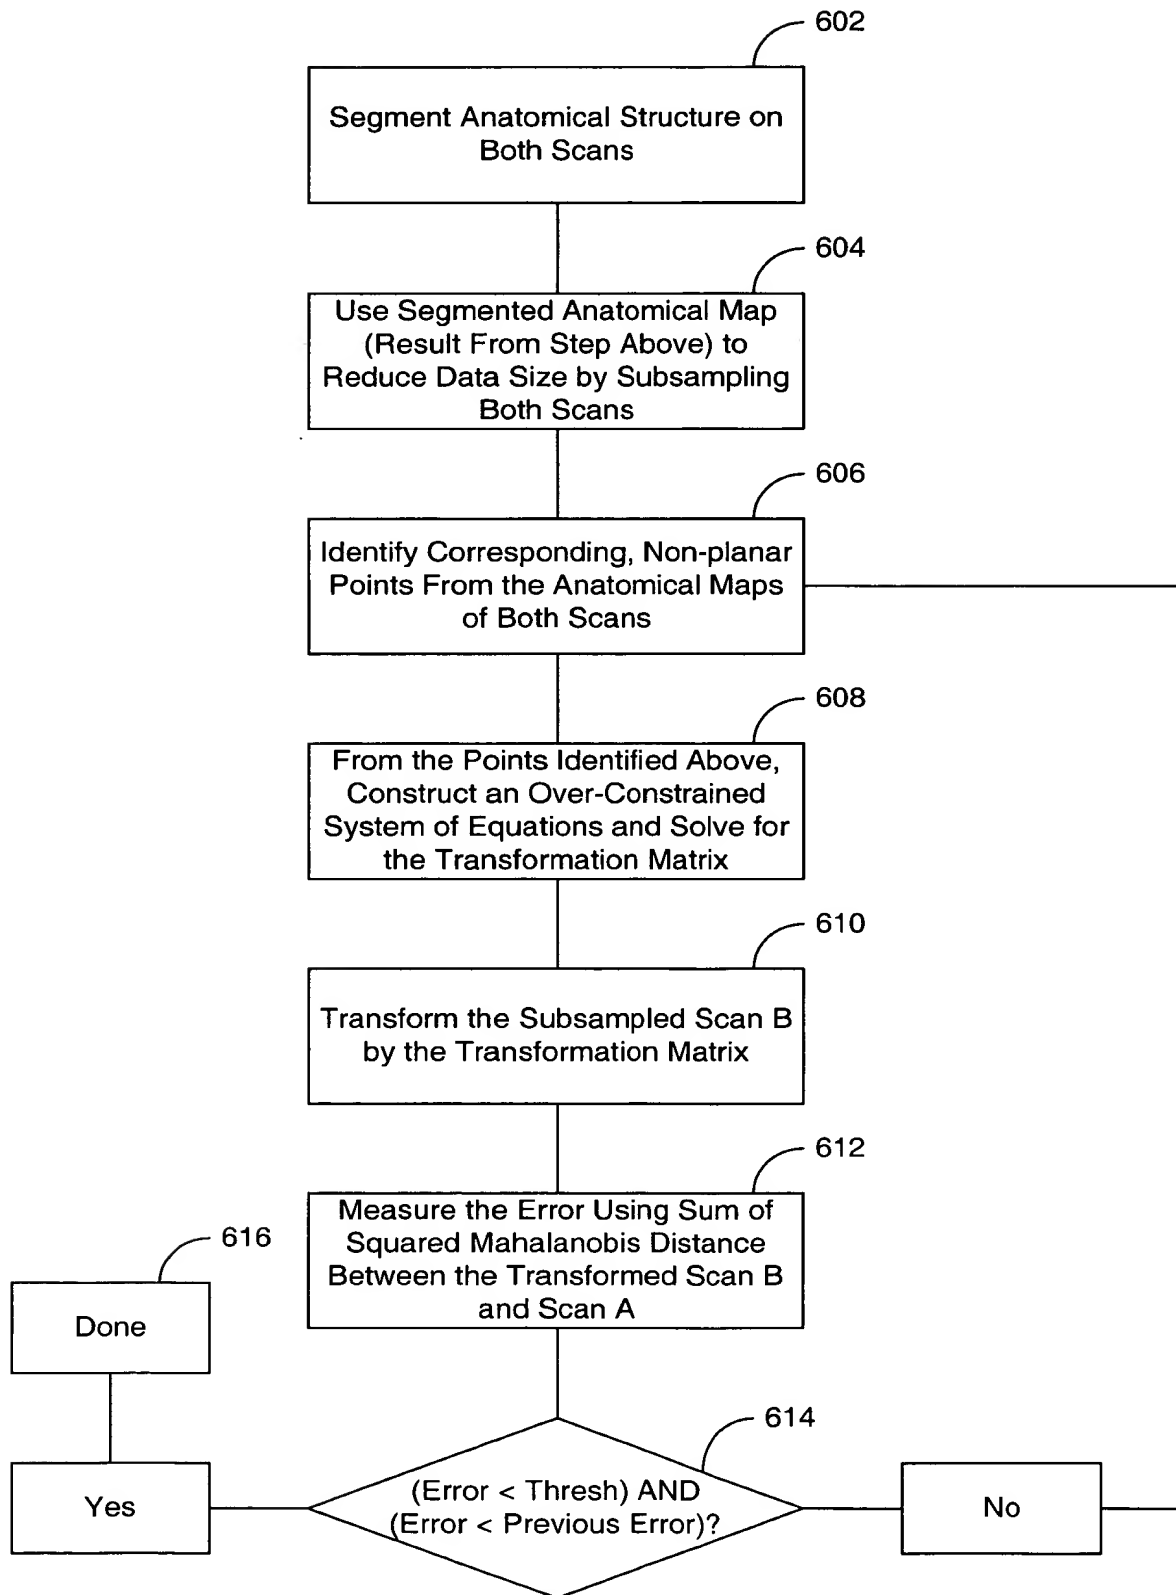 602
Segment Anatomical Structure on
Both Scans
604
Use Segmented Anatomical Map
(Result From Step Above) to
Reduce Data Size by Subsampling
Both Scans
606
Identify Corresponding, Non-planar
Points From the Anatomical Maps
of Both Scans
608
From the Points Identified Above,
Construct an Over-Constrained
System of Equations and Solve for
the Transformation Matrix
610
Transform the Subsampled Scan B
by the Transformation Matrix
612
Measure the Error Using Sum of
Squared Mahalanobis Distance
Between the Transformed Scan B
and Scan A
616
Done
614
Yes
(Error < Thresh) AND
(Error < Previous Error)?
No